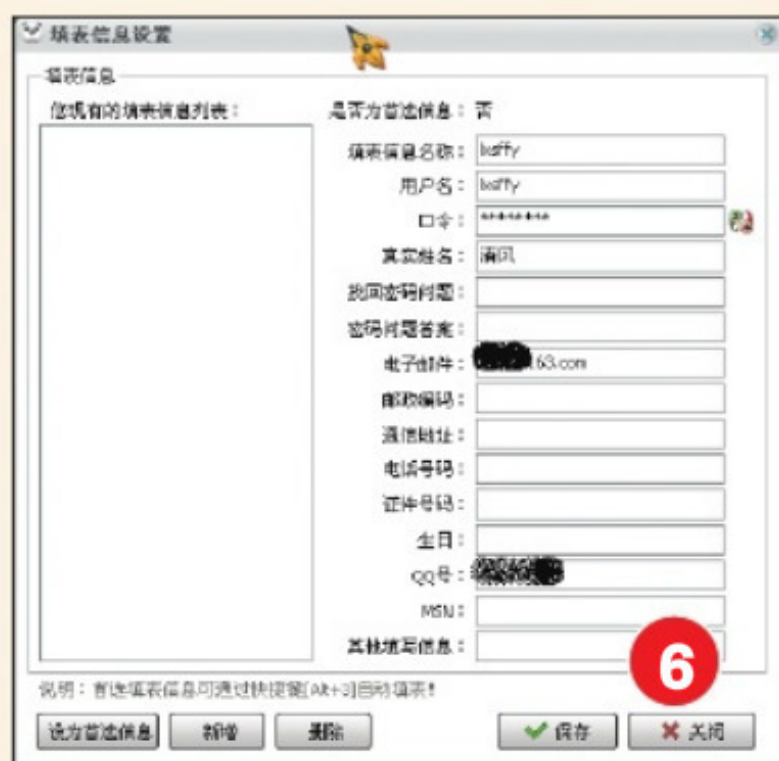 填表信息设置
填表信息
您现有的填表信息列表：
是否为首选信息： 否
填表信息名称：
用户名：
口令： ********
真实姓名： 清风
找回密码问题：
密码问题答案：
电子邮件： 163.com
邮政编码：
通信地址：
电话号码：
证件号码：
生日：
QQ号：
MSN：
其他填写信息：
6
说明：首选填表信息可通过快捷键[Alt+3]自动填表！
设为首选信息 新增 删除 保存 关闭